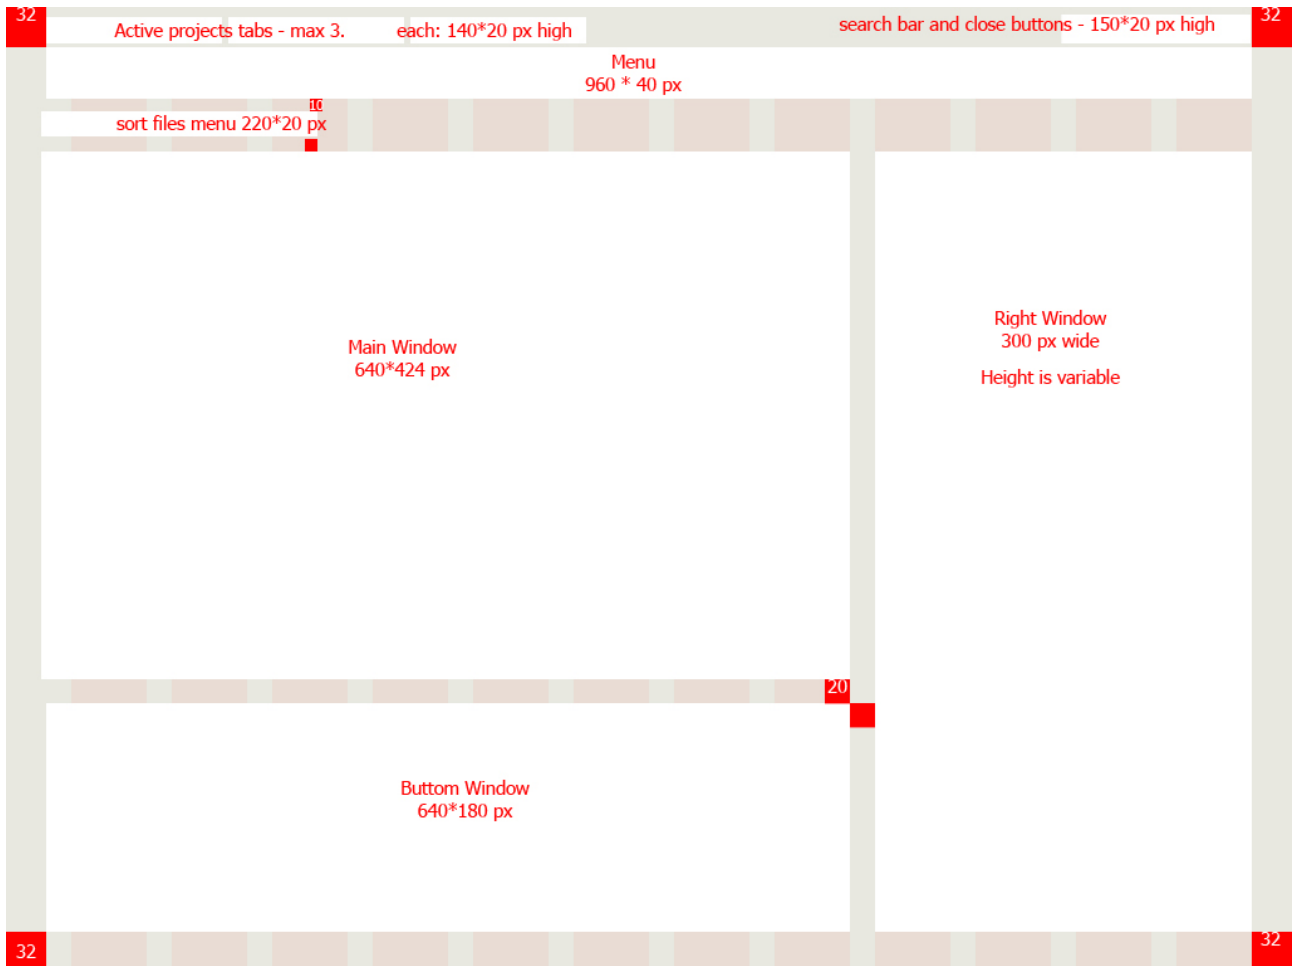 32
Active projects tabs - max 3. each: 140*20 px high
search bar and close buttons - 150*20 px high
32
Menu
960 * 40 px
10
sort files menu 220*20 px
Main Window
640*424 px
Right Window
300 px wide
Height is variable
20
Buttom Window
640*180 px
32
32